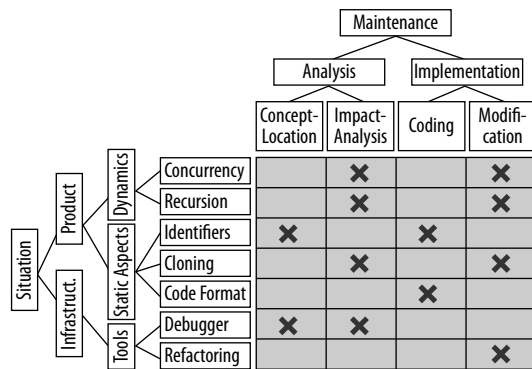 Maintenance
Analysis
Implementation
Concept-
Location
Impact-
Analysis
Coding
Modifi-
cation
Situation
Product
Infrastruct.
Dynamics
Static Aspects
Tools
Concurrency
Recursion
Identifiers
Cloning
Code Format
Debugger
Refactoring